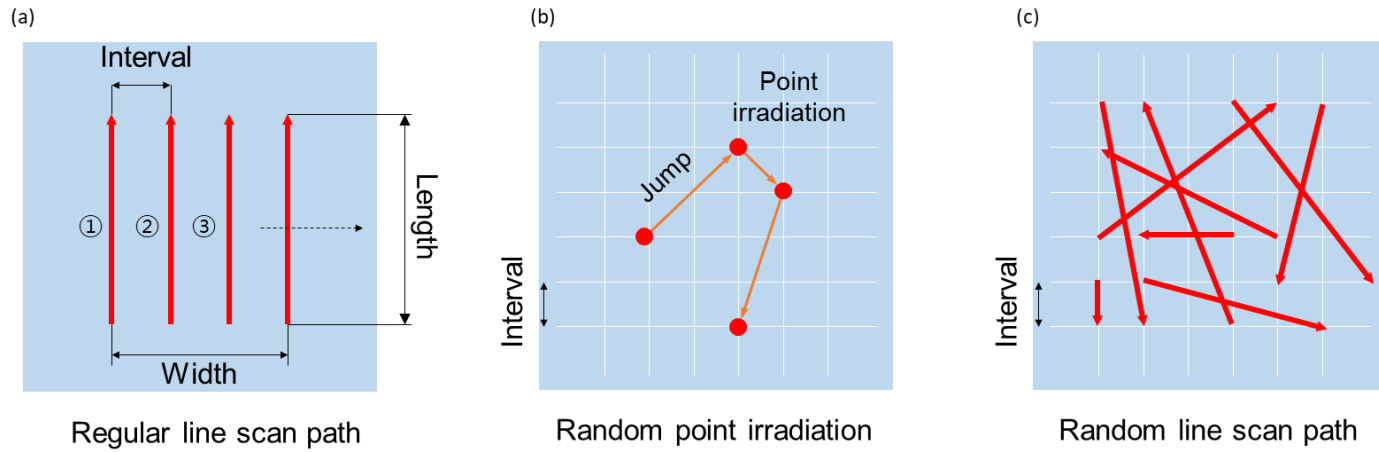 (a)
Interval
①
②
③
Length
Width
Regular line scan path
(b)
Point
irradiation
Jump
Interval
Random point irradiation
(c)
Interval
Random line scan path